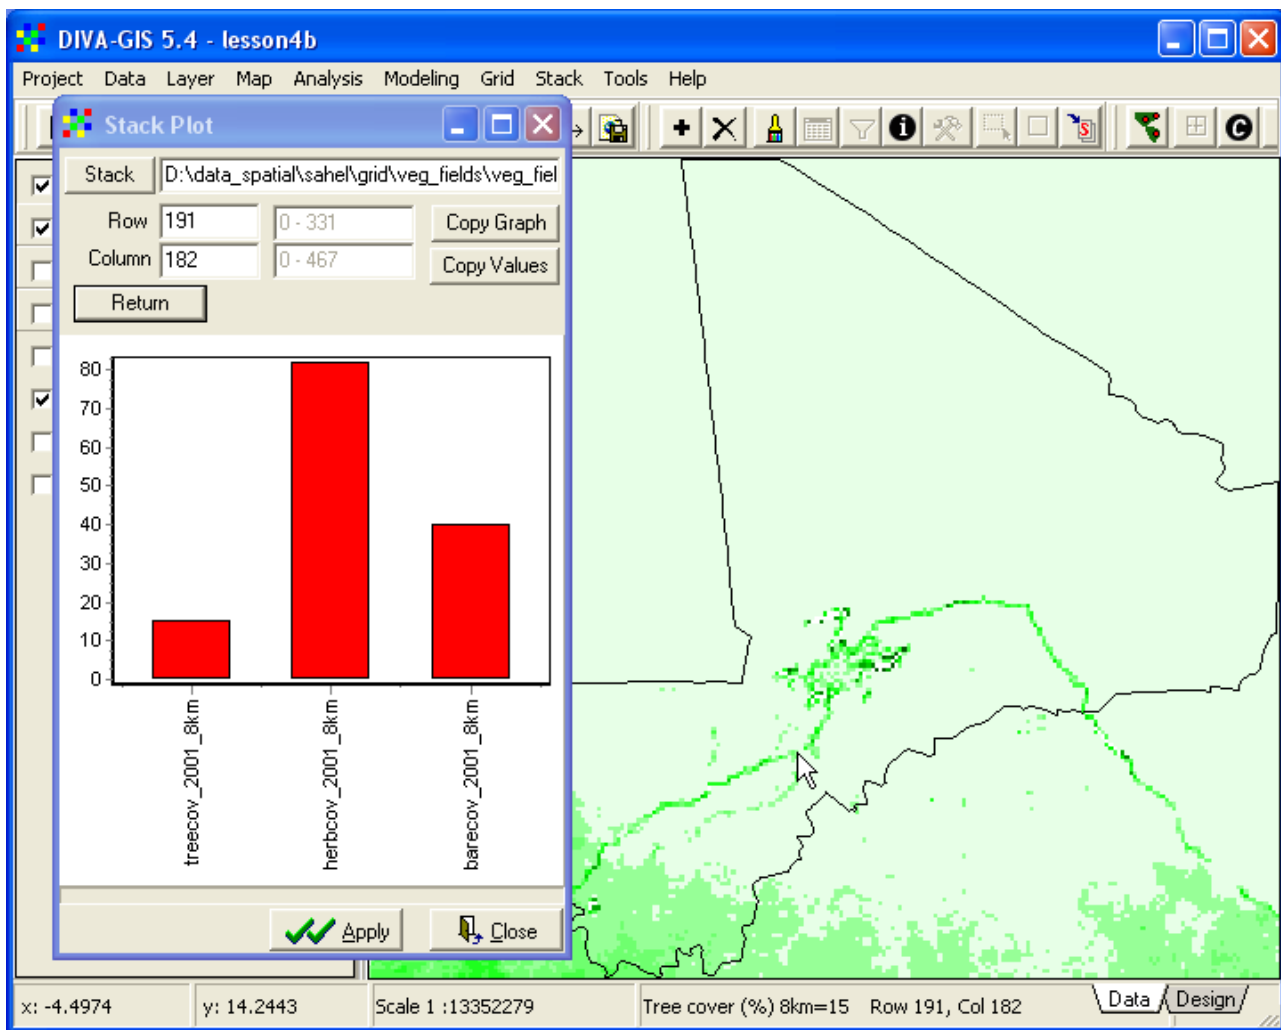 DIVA-GIS 5.4 - lesson4b
Project Data Layer Map Analysis Modeling Grid Stack Tools Help
Stack Plot
Stack D:\data_spatial\sahel\grid\veg_fields\veg_fiel
Row 191 0 - 331 Copy Graph
Column 182 0 - 467 Copy Values
Return
80
70
60
50
40
30
20
10
0
treecov_2001_8km
herbcov_2001_8km
barecov_2001_8km
Apply Close
x: -4.4974 y: 14.2443 Scale 1 :13352279 Tree cover (%) 8km=15 Row 191, Col 182 Data Design